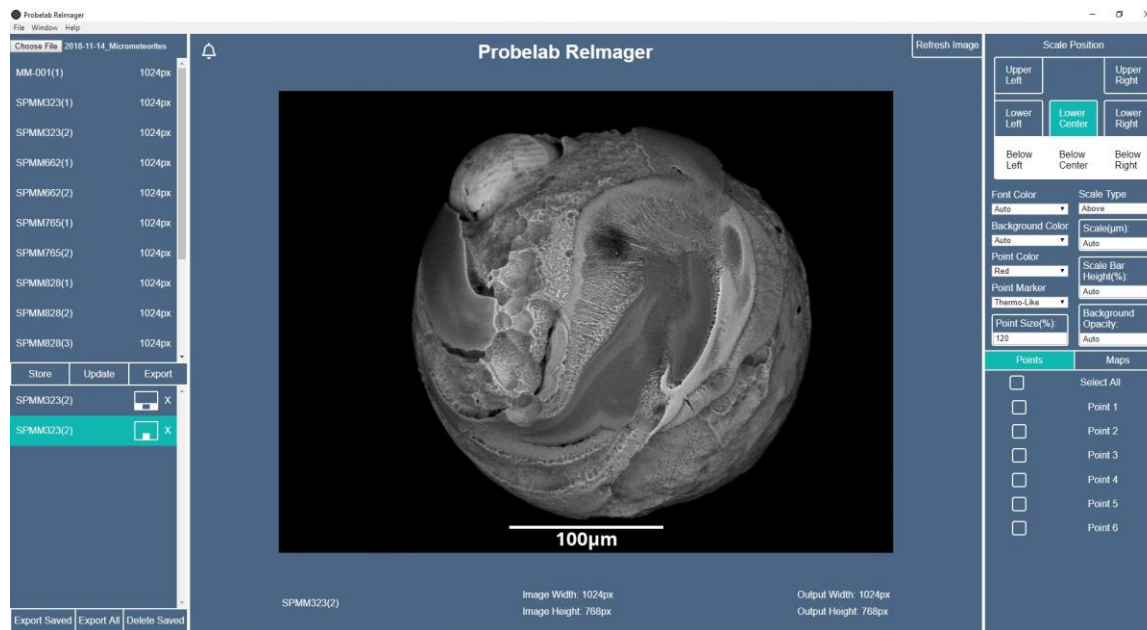 Probelab ReImager
File Window Help
Choose File 2018-11-14_Micrometeorites
MM-001(1) 1024px
SPMM323(1) 1024px
SPMM323(2) 1024px
SPMM662(1) 1024px
SPMM662(2) 1024px
SPMM765(1) 1024px
SPMM765(2) 1024px
SPMM828(1) 1024px
SPMM828(2) 1024px
SPMM828(3) 1024px
Store Update Export
SPMM323(2) X
SPMM323(2) X
Export Saved Export All Delete Saved
Probelab ReImager
Refresh Image
100µm
SPMM323(2)
Image Width: 1024px
Image Height: 768px
Output Width: 1024px
Output Height: 768px
Scale Position
Upper Left
Upper Right
Lower Left
Lower Center
Lower Right
Below Left
Below Center
Below Right
Font Color
Auto
Background Color
Auto
Point Color
Red
Point Marker
Thermo-Like
Point Size(%):
120
Scale Type
Above
Scale(µm):
Auto
Scale Bar
Height(%):
Auto
Background
Opacity:
Auto
Points Maps
Select All
Point 1
Point 2
Point 3
Point 4
Point 5
Point 6